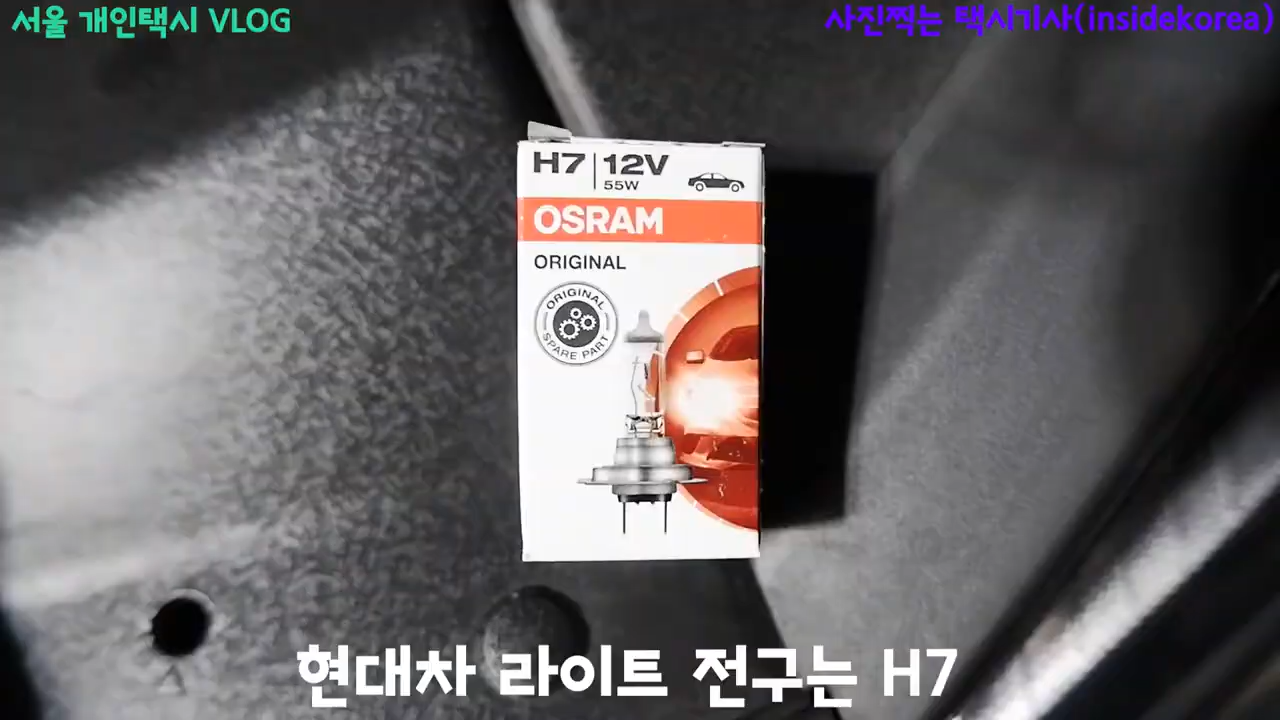 서울 개인택시 VLOG
사진찍는 택시기사(insidekorea)
H7 12V
55W
OSRAM
ORIGINAL
ORIGINAL
SPARE PART
현대차 라이트 전구는 H7